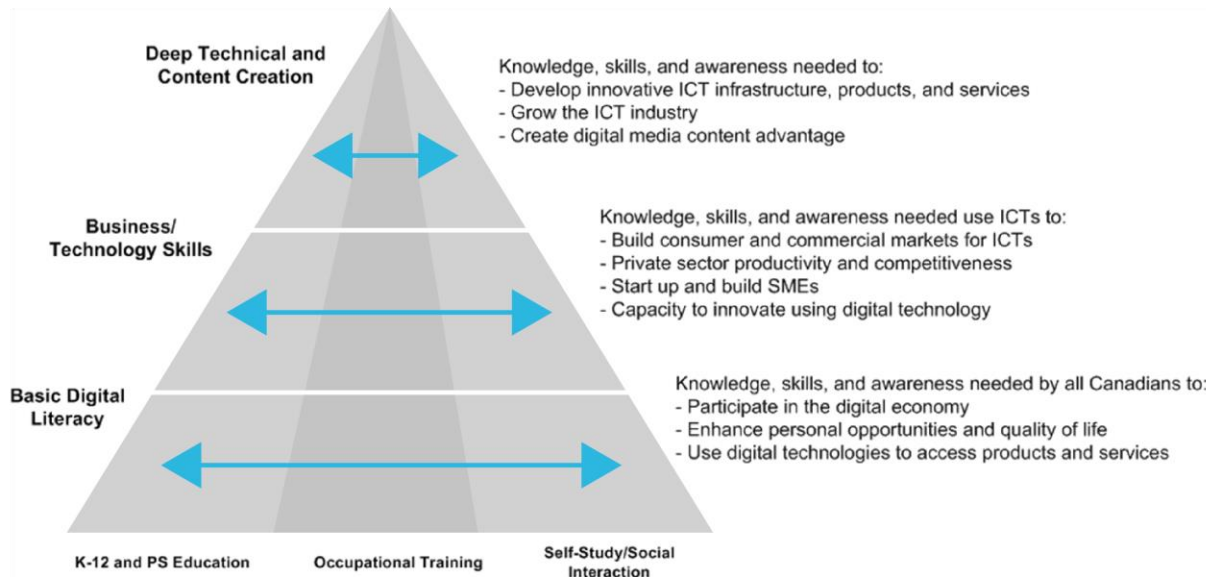 Deep Technical and
Content Creation
Knowledge, skills, and awareness needed to:
- Develop innovative ICT infrastructure, products, and services
- Grow the ICT industry
- Create digital media content advantage
Business/
Technology Skills
Knowledge, skills, and awareness needed use ICTs to:
- Build consumer and commercial markets for ICTs
- Private sector productivity and competitiveness
- Start up and build SMEs
- Capacity to innovate using digital technology
Basic Digital
Literacy
Knowledge, skills, and awareness needed by all Canadians to:
- Participate in the digital economy
- Enhance personal opportunities and quality of life
- Use digital technologies to access products and services
K-12 and PS Education
Occupational Training
Self-Study/Social
Interaction